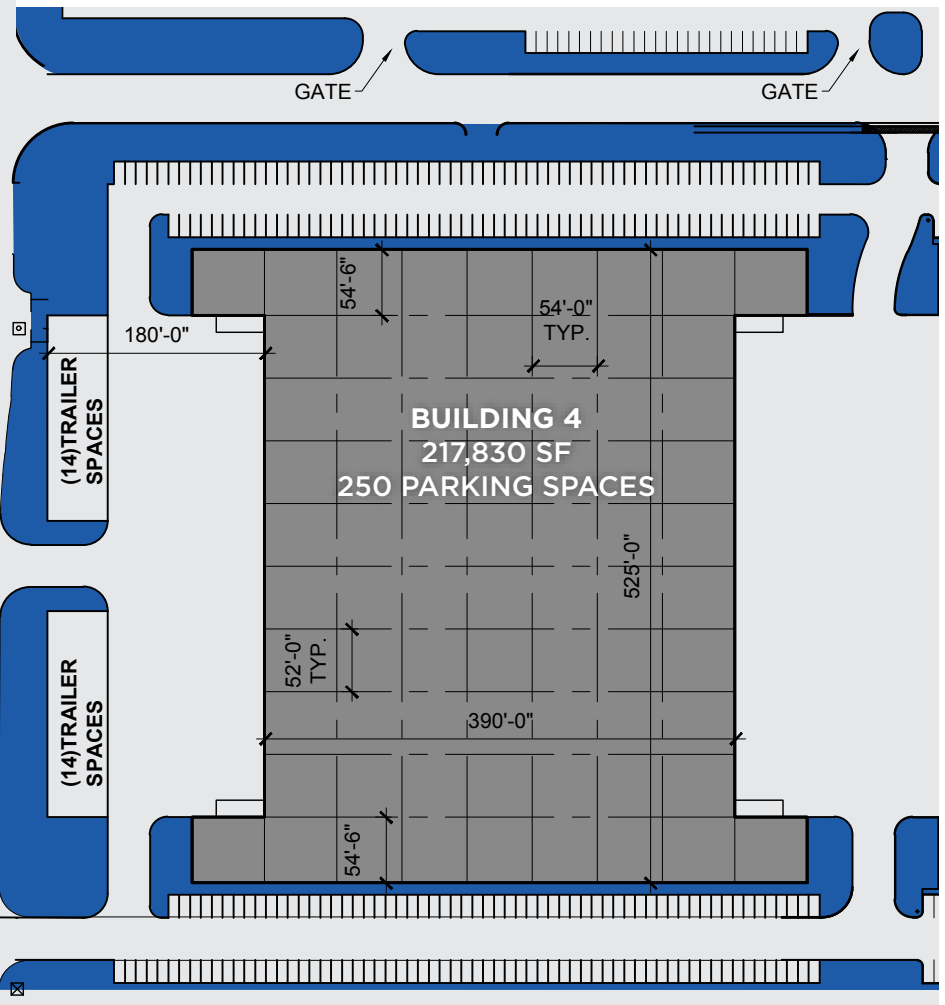 GATE
GATE
54'-6"
54'-0"
TYP.
180'-0"
(14)TRAILER
SPACES
BUILDING 4
217,830 SF
250 PARKING SPACES
525'-0"
52'-0"
TYP.
(14)TRAILER
SPACES
390'-0"
54'-6"